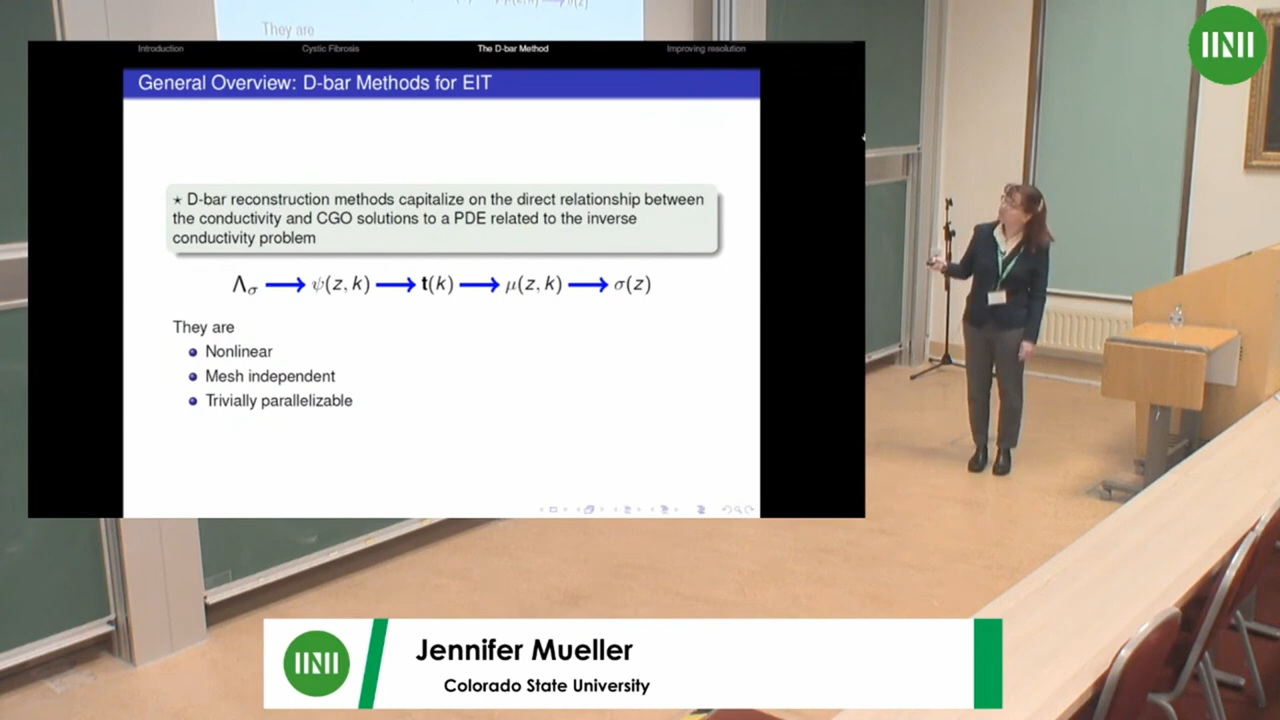 They are
Introduction Cystic Fibrosis The D-bar Method Improving resolution
General Overview: D-bar Methods for EIT
⋆ D-bar reconstruction methods capitalize on the direct relationship between
the conductivity and CGO solutions to a PDE related to the inverse
conductivity problem
Λσ → ψ(z, k) → t(k) → μ(z, k) → σ(z)
They are
Nonlinear
Mesh independent
Trivially parallelizable
Jennifer Mueller
Colorado State University